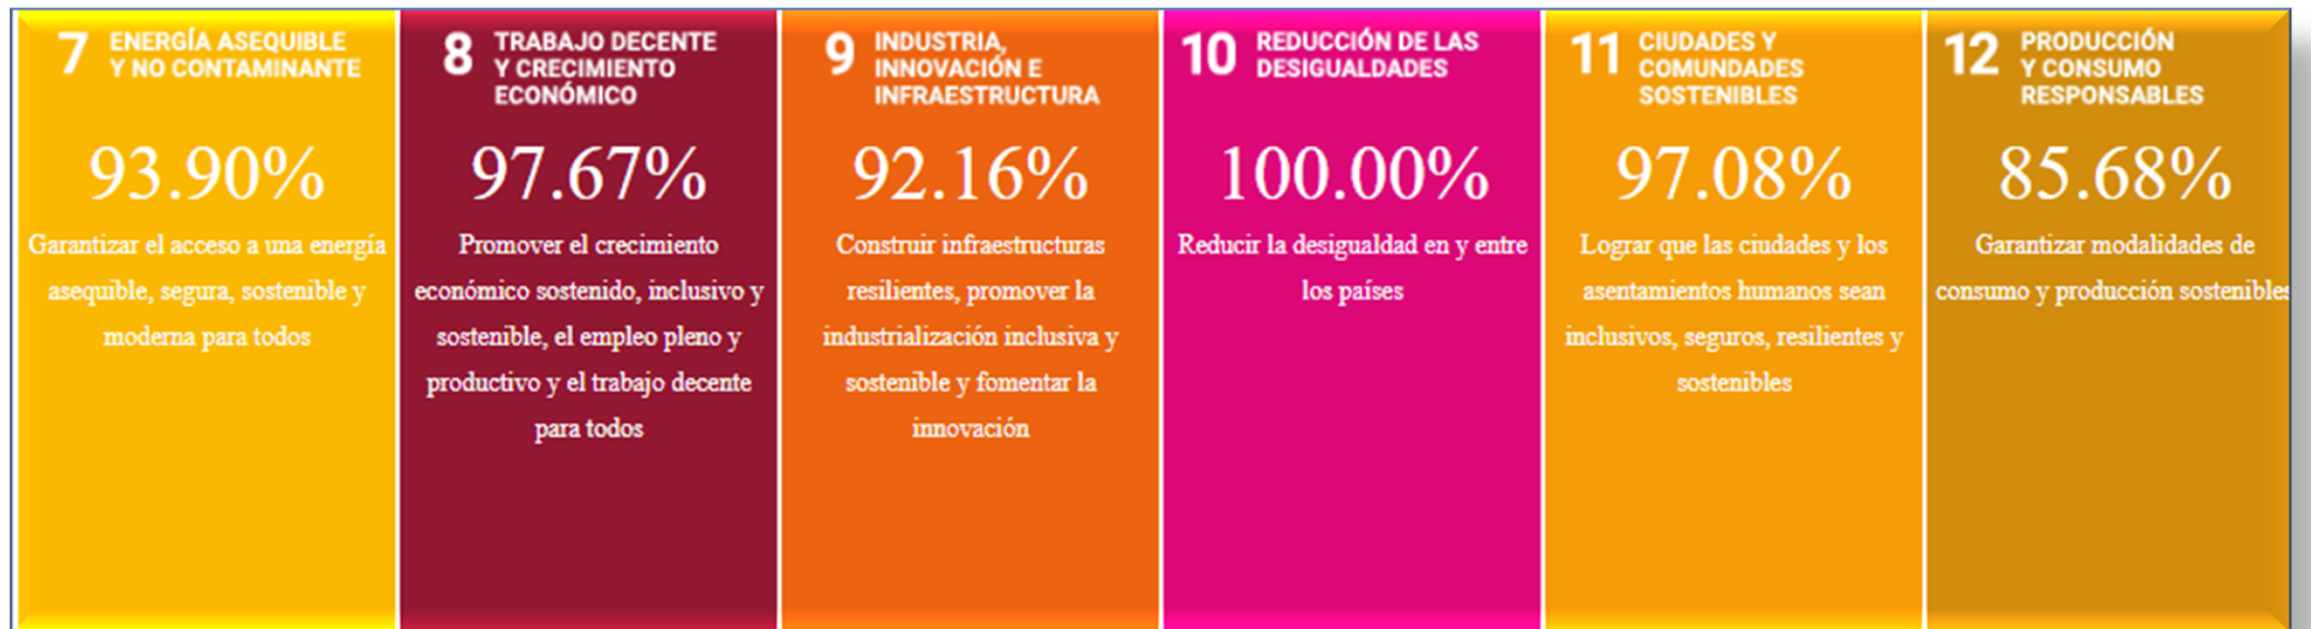 7 ENERGÍA ASEQUIBLE
Y NO CONTAMINANTE
93.90%
Garantizar el acceso a una energía
asequible, segura, sostenible y
moderna para todos
8 TRABAJO DECENTE
Y CRECIMIENTO
ECONÓMICO
97.67%
Promover el crecimiento
económico sostenido, inclusivo y
sostenible, el empleo pleno y
productivo y el trabajo decente
para todos
9 INDUSTRIA,
INNOVACIÓN E
INFRAESTRUCTURA
92.16%
Construir infraestructuras
resilientes, promover la
industrialización inclusiva y
sostenible y fomentar la
innovación
10 REDUCCIÓN DE LAS
DESIGUALDADES
100.00%
Reducir la desigualdad en y entre
los países
11 CIUDADES Y
COMUNDADES
SOSTENIBLES
97.08%
Lograr que las ciudades y los
asentamientos humanos sean
inclusivos, seguros, resilientes y
sostenibles
12 PRODUCCIÓN
Y CONSUMO
RESPONSABLES
85.68%
Garantizar modalidades de
consumo y producción sostenibles